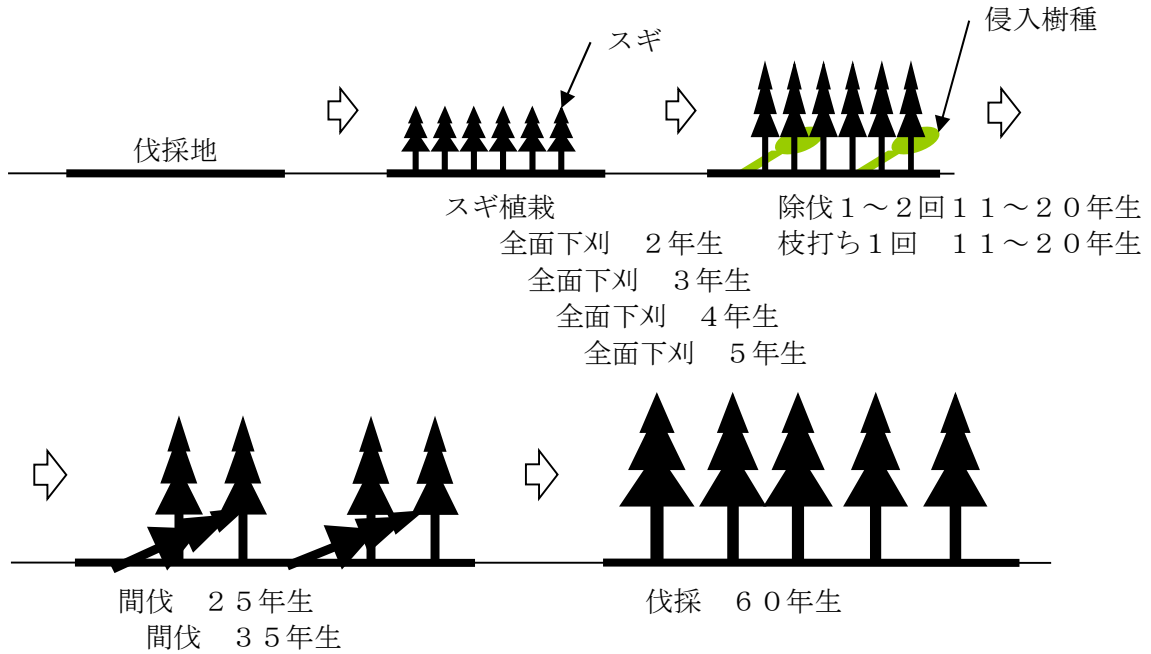 侵入樹種
スギ
伐採地
スギ植栽
全面下刈　２年生
全面下刈　３年生
全面下刈　４年生
全面下刈　５年生
除伐１～２回１１～２０年生
枝打ち１回　１１～２０年生
間伐　２５年生
間伐　３５年生
伐採　６０年生